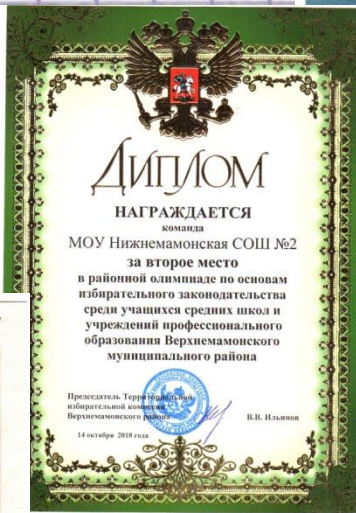 ДИПЛОМ
НАГРАЖДАЕТСЯ
команда
МОУ Нижнемамонская СОШ №2
за второе место
в районной олимпиаде по основам
избирательного законодательства
среди учащихся средних школ и
учреждений профессионального
образования Верхнемамонского
муниципального района
Председатель Территориальной
избирательной комиссии
Верхнемамонского района В.В. Ильинов
14 октября 2010 года